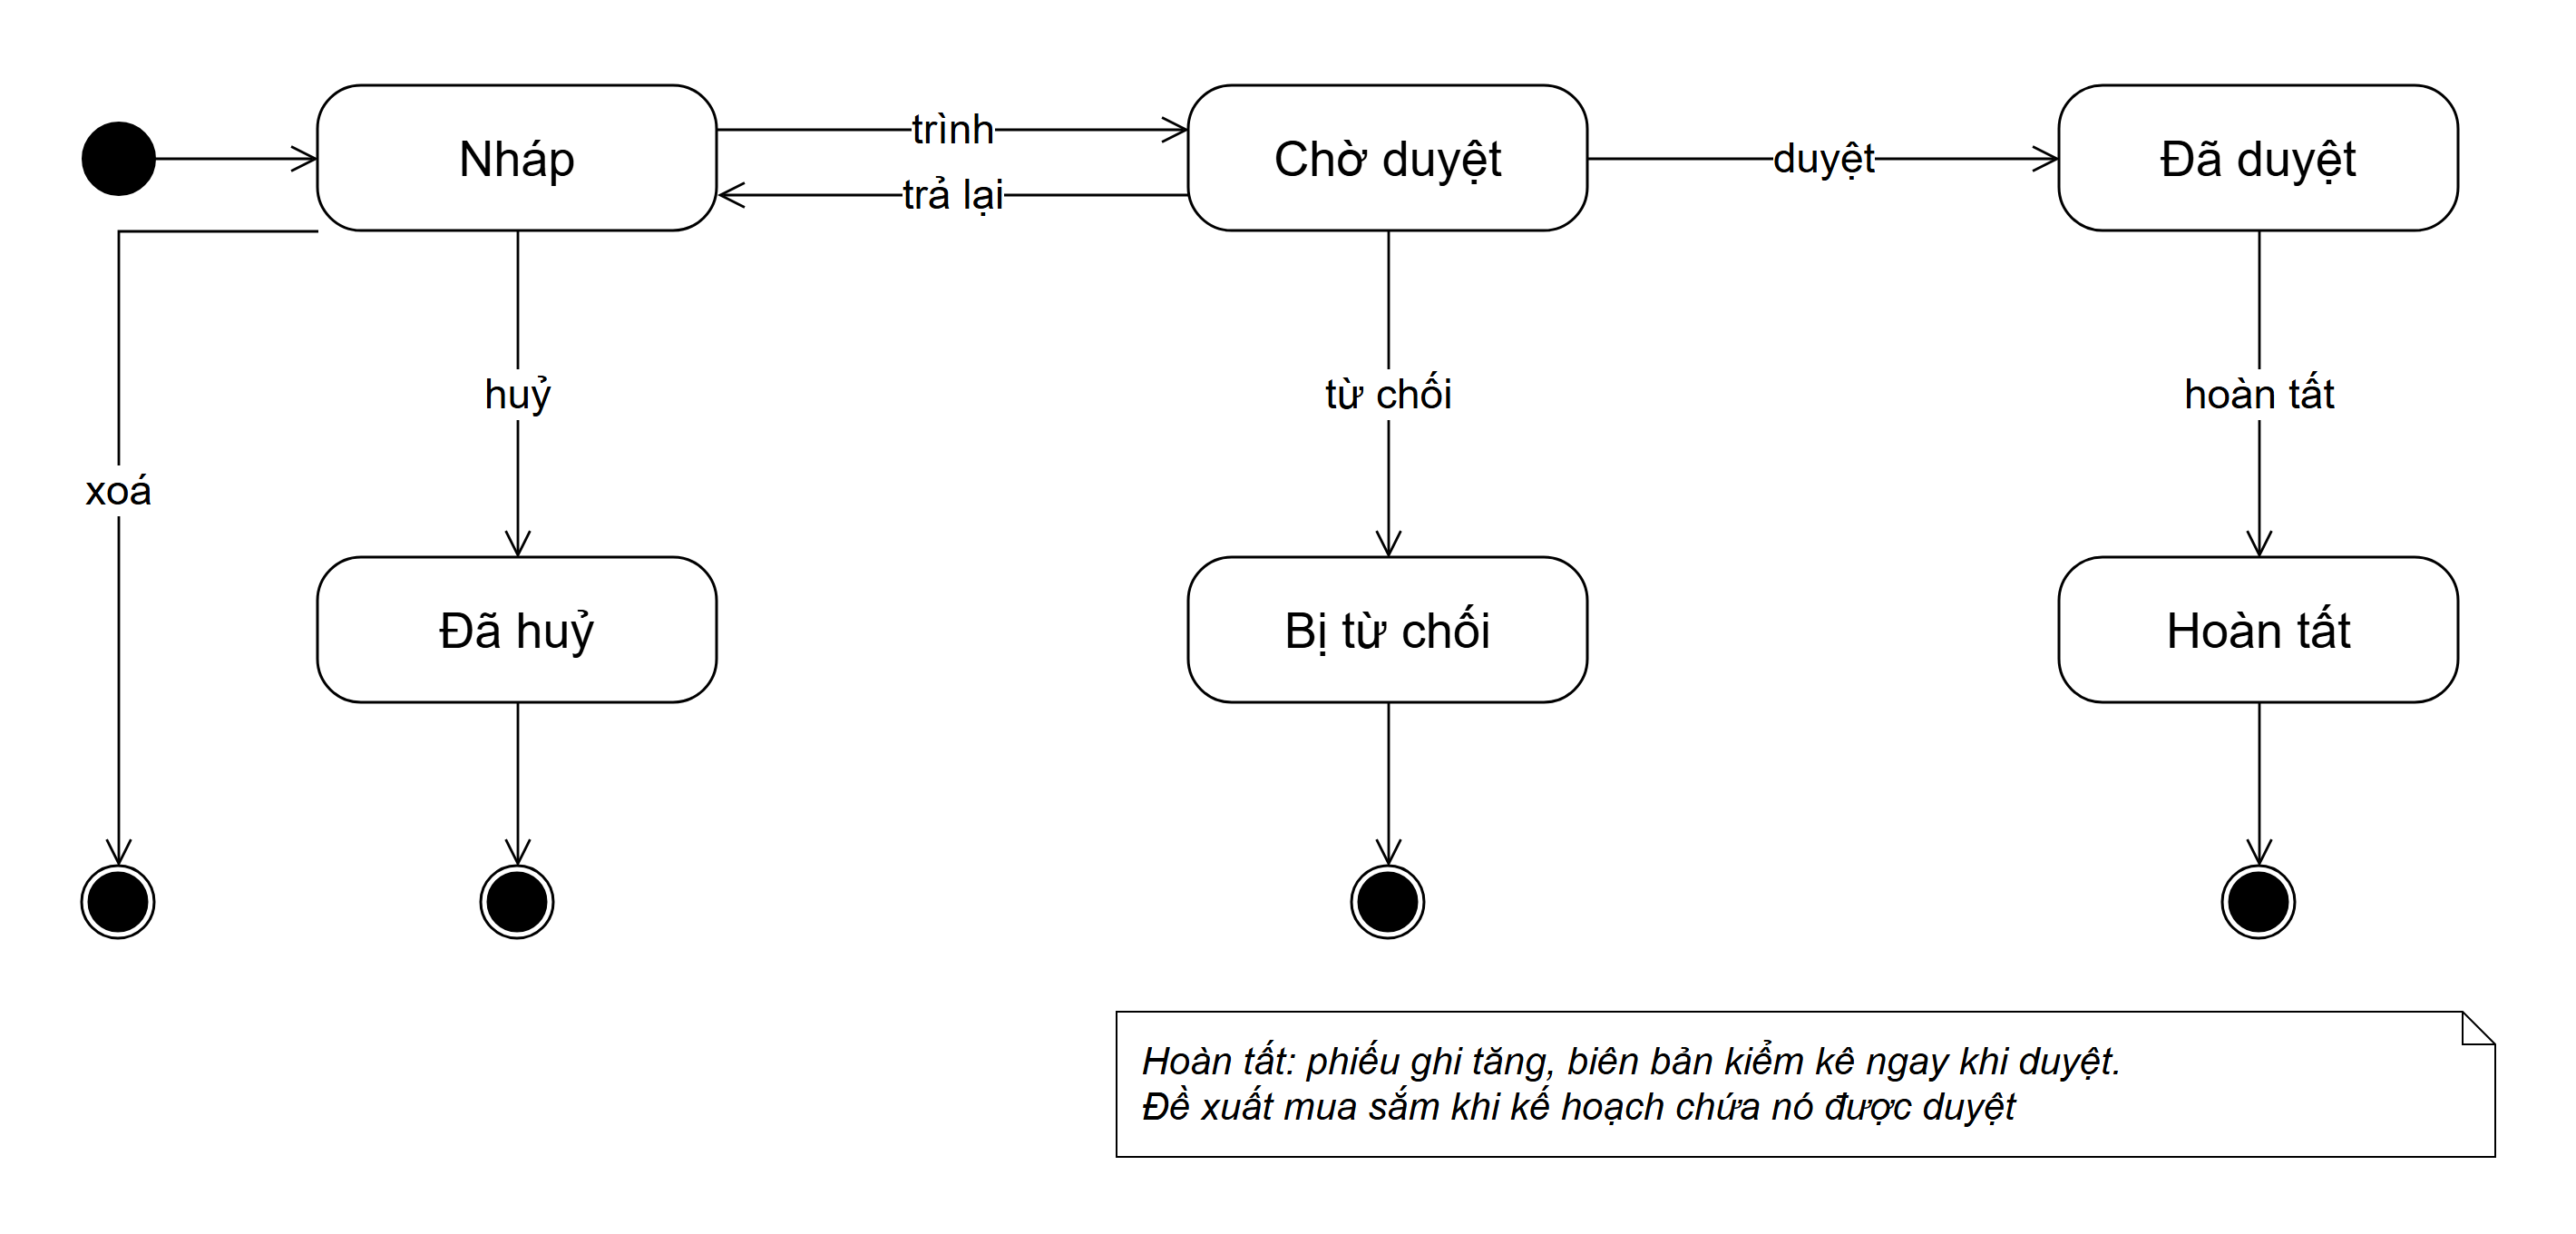 Nháp
trình
trả lại
Chờ duyệt
duyệt
Đã duyệt
huỷ
từ chối
hoàn tất
xoá
Đã huỷ
Bị từ chối
Hoàn tất
Hoàn tất: phiếu ghi tăng, biên bản kiểm kê ngay khi duyệt.
Đề xuất mua sắm khi kế hoạch chứa nó được duyệt